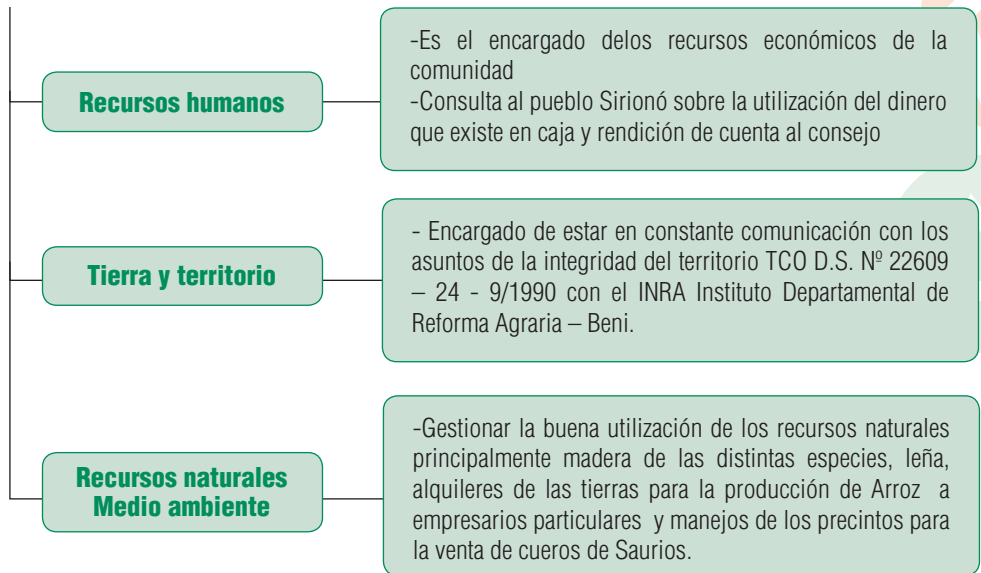 Recursos humanos
-Es el encargado delos recursos económicos de la
comunidad
-Consulta al pueblo Sirionó sobre la utilización del dinero
que existe en caja y rendición de cuenta al consejo
Tierra y territorio
- Encargado de estar en constante comunicación con los
asuntos de la integridad del territorio TCO D.S. Nº 22609
– 24 - 9/1990 con el INRA Instituto Departamental de
Reforma Agraria – Beni.
Recursos naturales
Medio ambiente
-Gestionar la buena utilización de los recursos naturales
principalmente madera de las distintas especies, leña,
alquileres de las tierras para la producción de Arroz a
empresarios particulares y manejos de los precintos para
la venta de cueros de Saurios.